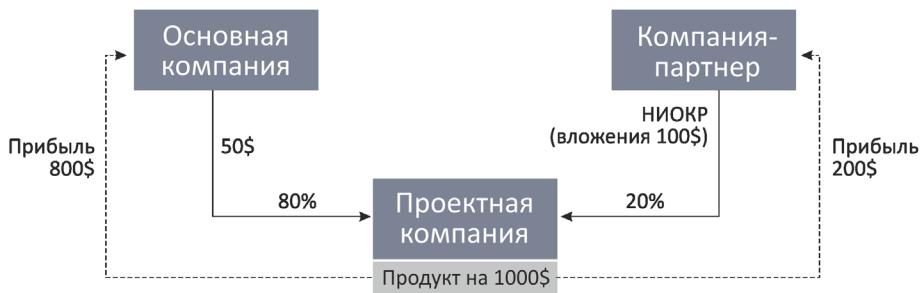 Основная
компания
Компания-
партнер
Прибыль
800$
50$
НИОКР
(вложения 100$)
Прибыль
200$
80%
Проектная
компания
20%
Продукт на 1000$